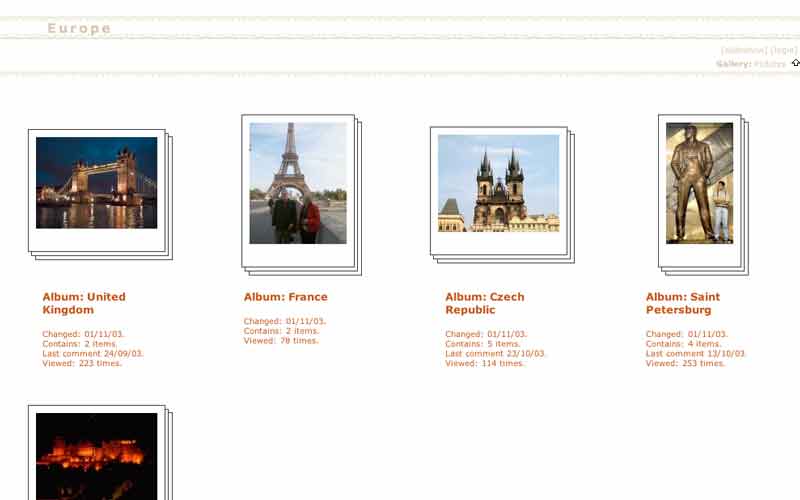 Europe
[slideshow] [login]
Gallery:
Album: United
Kingdom
Changed: 01/11/03.
Contains: 2 items.
Last comment 24/09/03.
Viewed: 223 times.
Album: France
Changed: 01/11/03.
Contains: 2 items.
Viewed: 78 times.
Album: Czech
Republic
Changed: 01/11/03.
Contains: 5 items.
Last comment 23/10/03.
Viewed: 114 times.
Album: Saint
Petersburg
Changed: 01/11/03.
Contains: 4 items.
Last comment 13/10/03.
Viewed: 253 times.